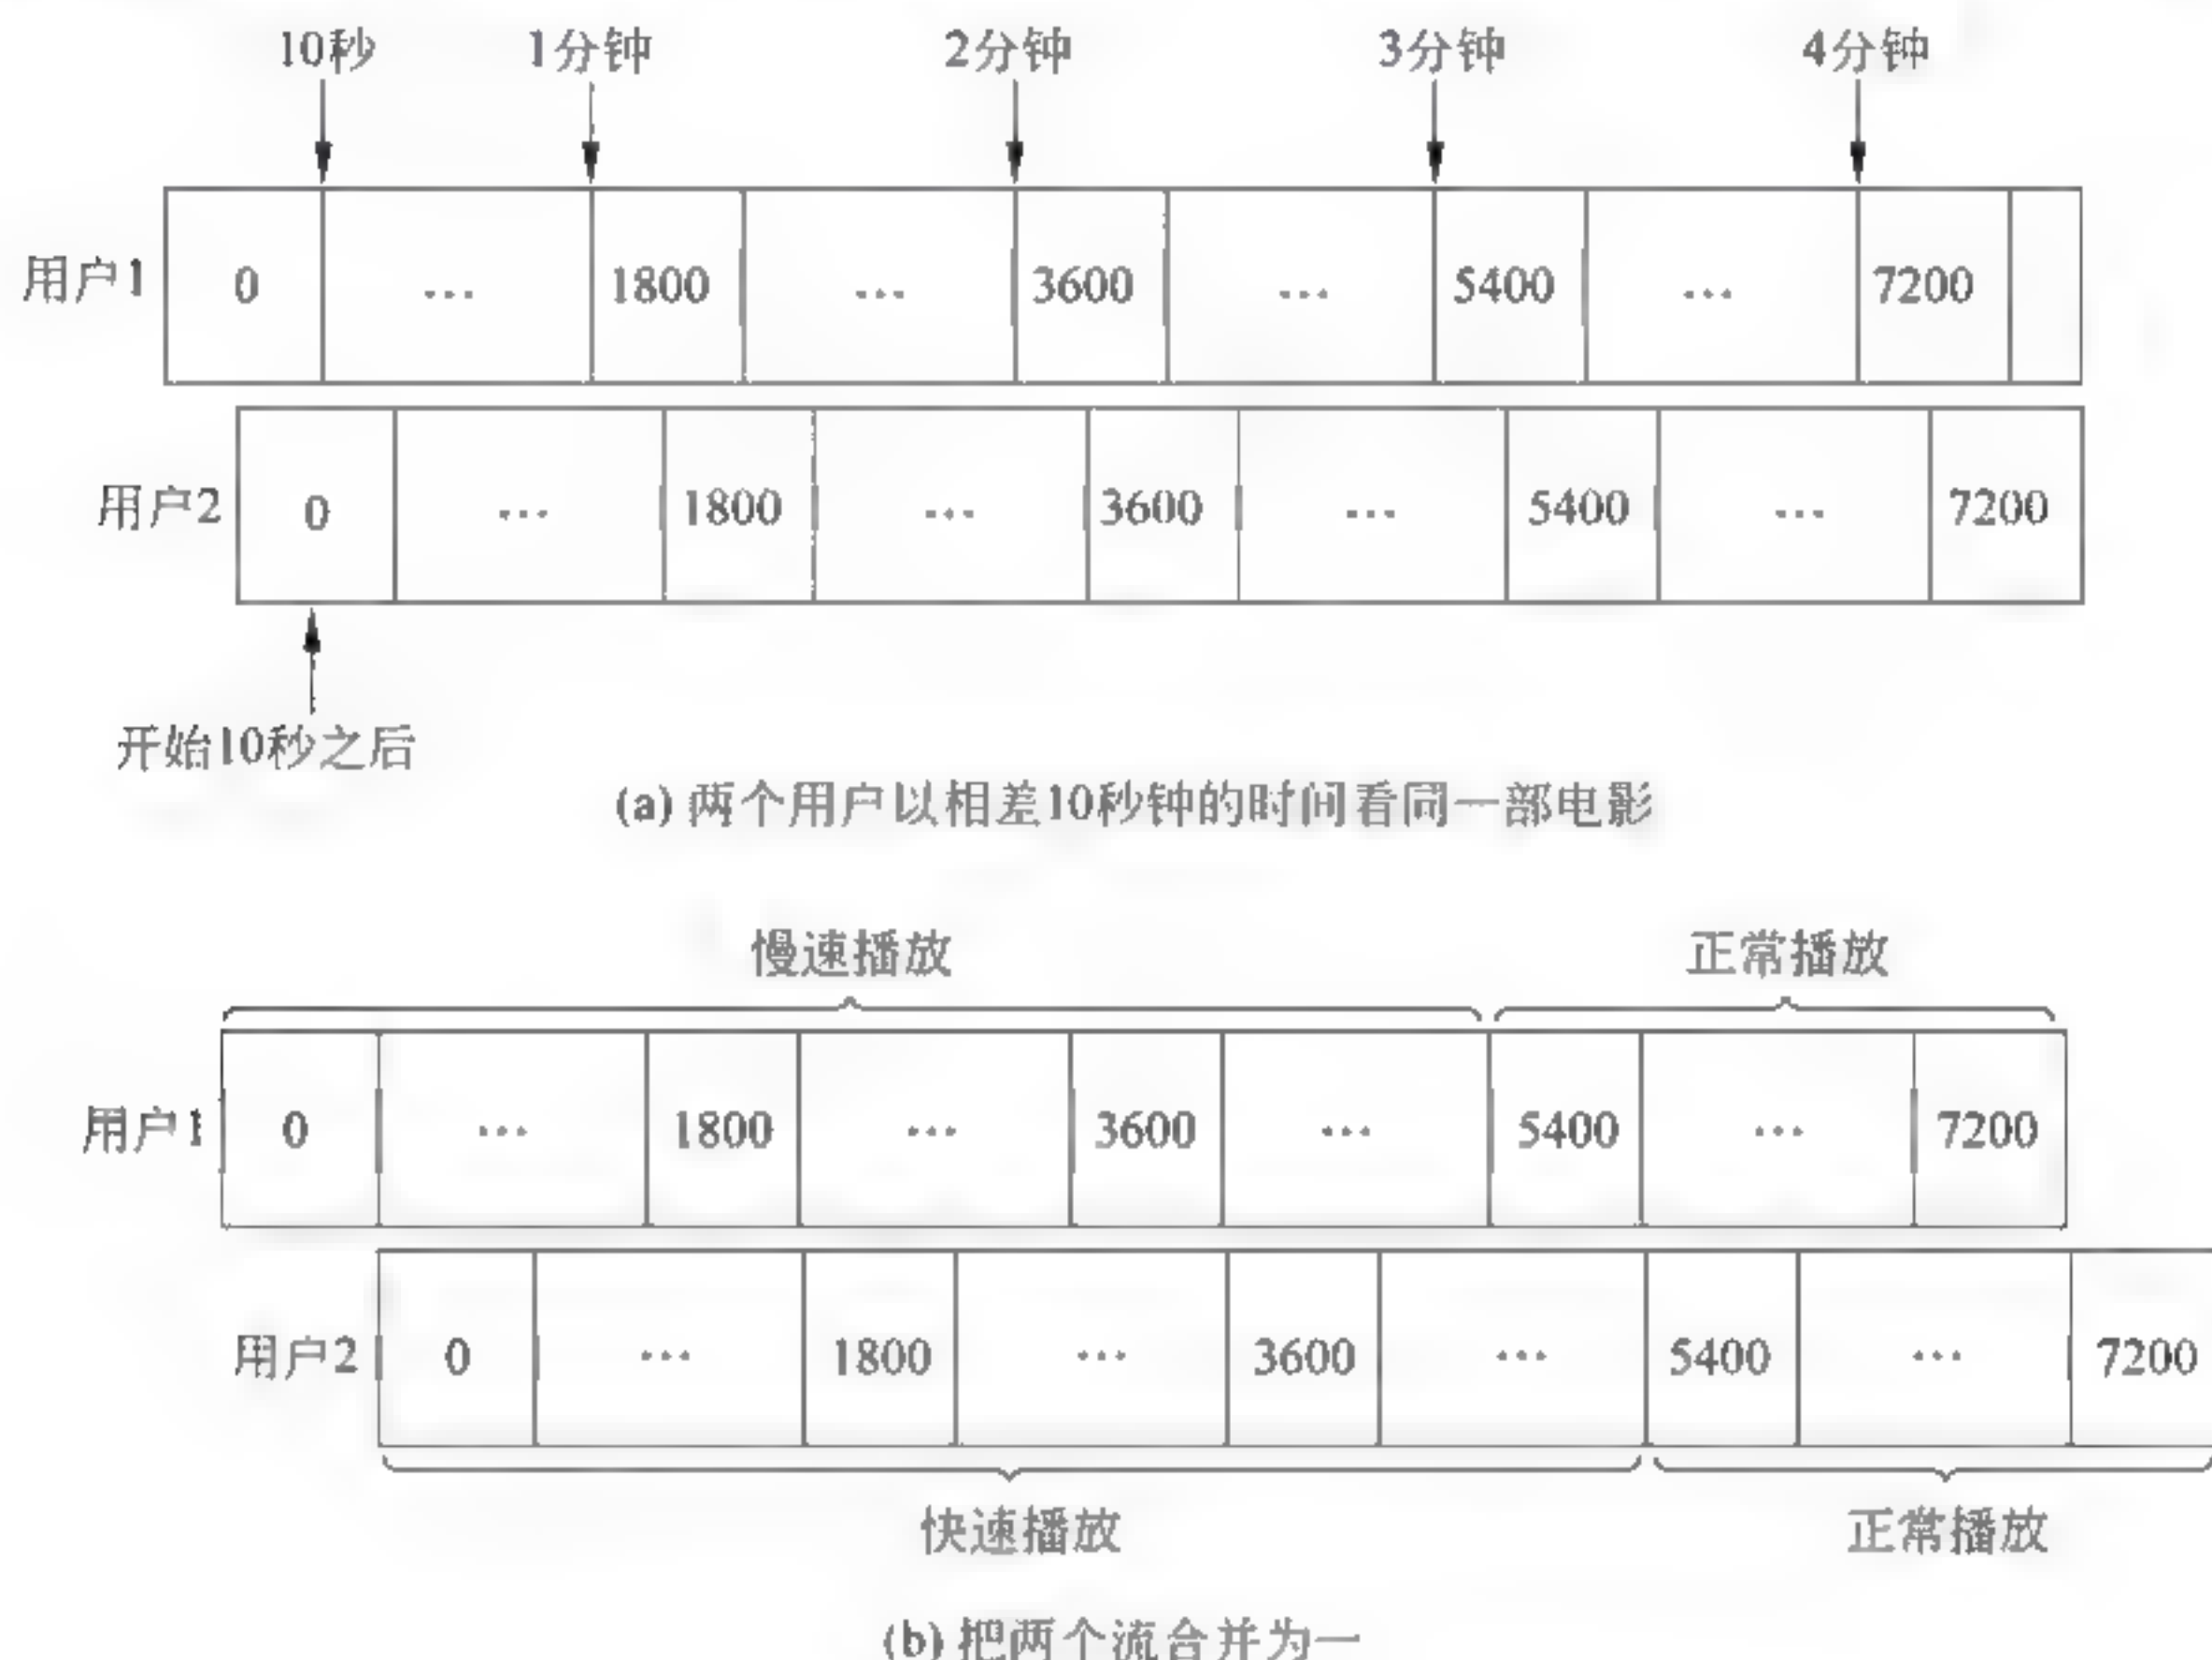 10秒 1分钟 2分钟 3分钟 4分钟
用户1 0 … 1800 … 3600 … 5400 … 7200
用户2 0 … 1800 … 3600 … 5400 … 7200
开始10秒之后
(a) 两个用户以相差10秒钟的时间看同一部电影
慢速播放 正常播放
用户1 0 … 1800 … 3600 … 5400 … 7200
用户2 0 … 1800 … 3600 … 5400 … 7200
快速播放 正常播放
(b) 把两个流合并为一